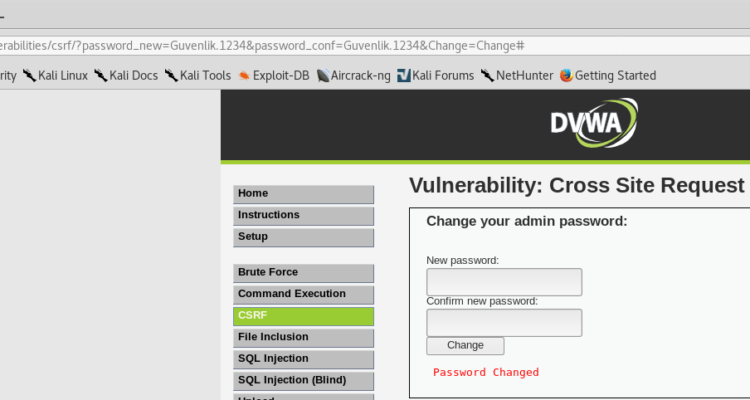 erabilities/csrf/?password_new=Guvenlik.1234&password_conf=Guvenlik.1234&Change=Change#
rity Kali Linux Kali Docs Kali Tools Exploit-DB Aircrack-ng Kali Forums NetHunter Getting Started
DVWA
Home
Instructions
Setup
Brute Force
Command Execution
CSRF
File Inclusion
SQL Injection
SQL Injection (Blind)
Upload
Vulnerability: Cross Site Request
Change your admin password:
New password:
Confirm new password:
Change
Password Changed